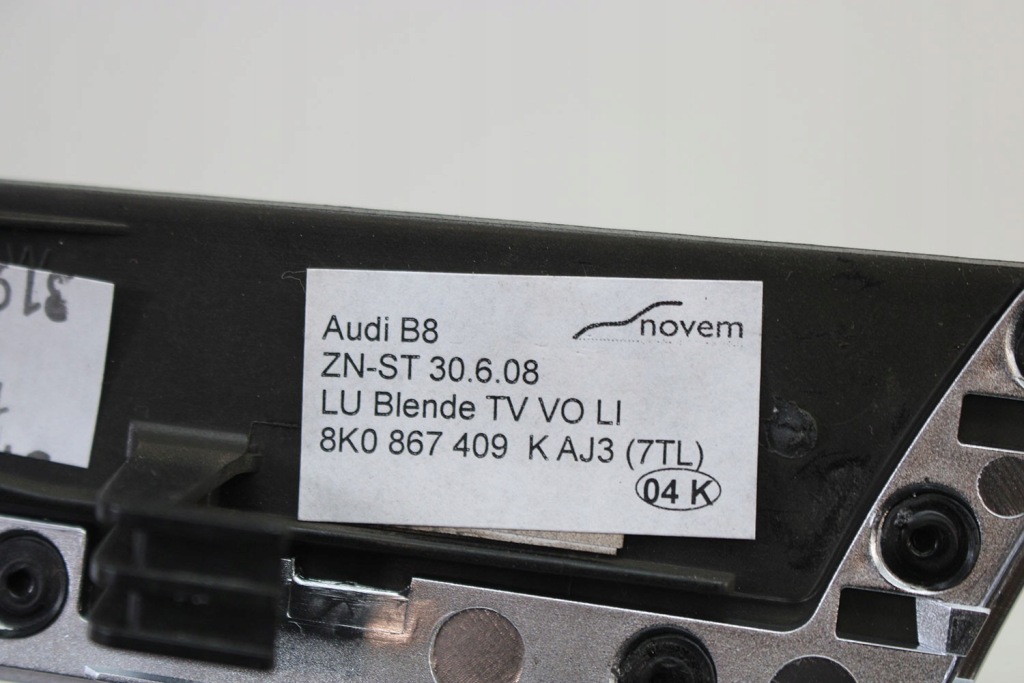 Audi B8
novem
ZN-ST 30.6.08
LU Blende TV VO LI
8K0 867 409 K AJ3 (7TL)
04 K